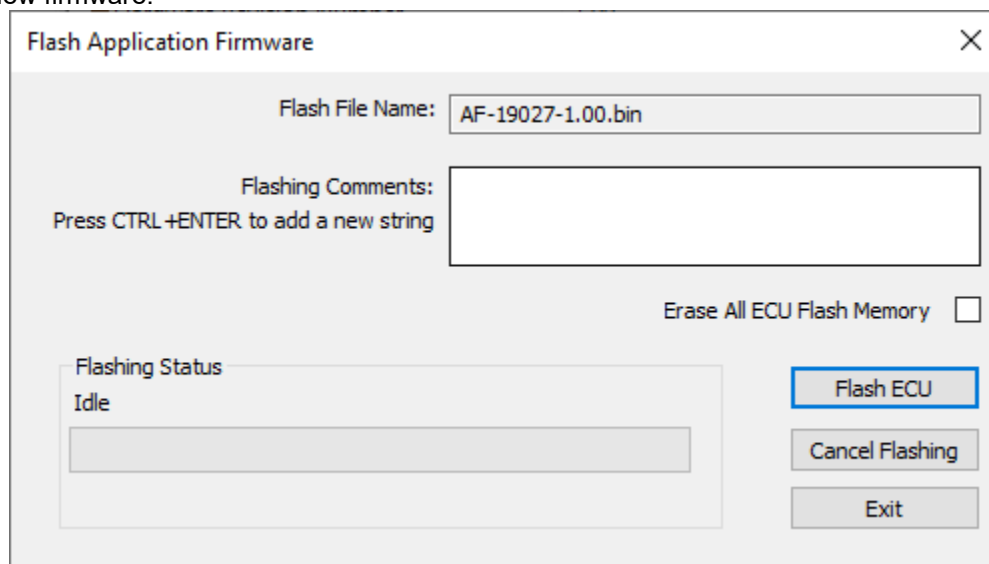 firmware.
Flash Application Firmware
Flash File Name: AF-19027-1.00.bin
Flashing Comments:
Press CTRL+ENTER to add a new string
Erase All ECU Flash Memory
Flashing Status
Idle
Flash ECU
Cancel Flashing
Exit